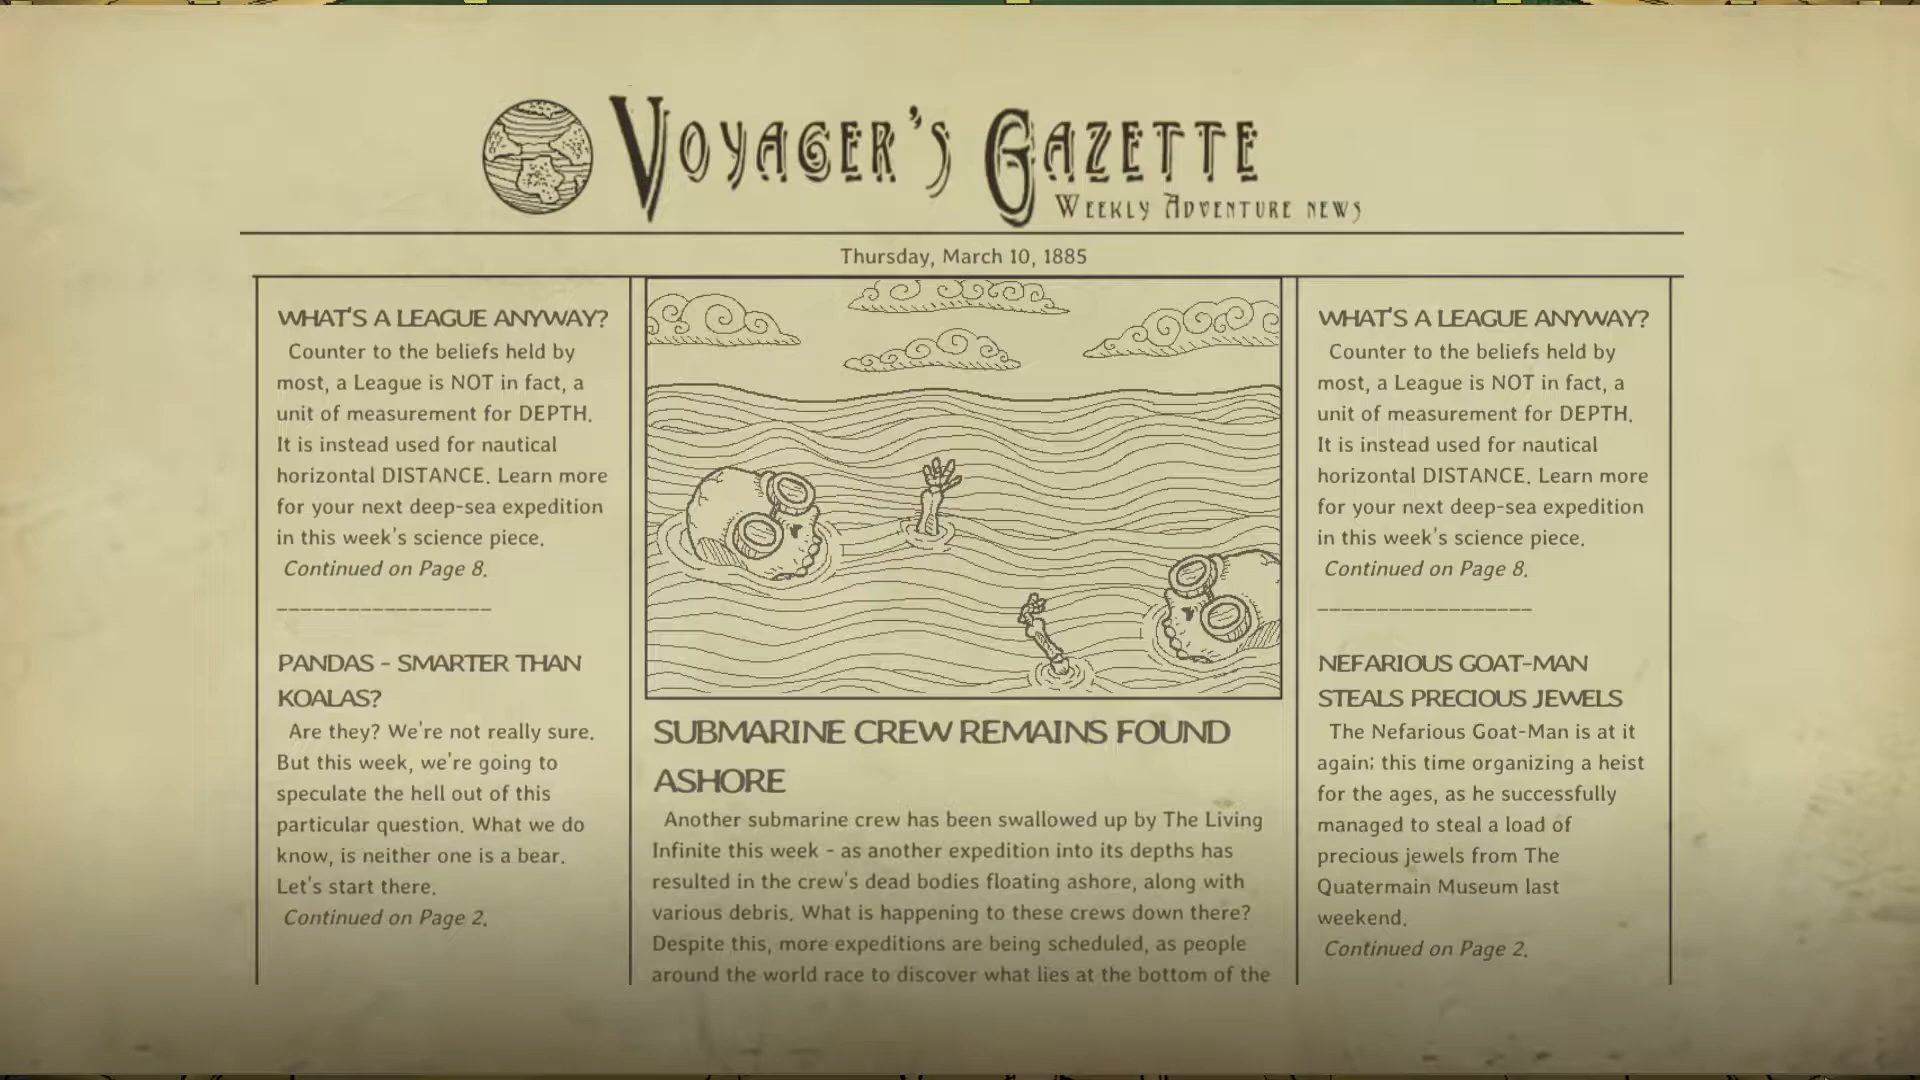 VOYAGER'S GAZETTE
WEEKLY ADVENTURE NEWS
Thursday, March 10, 1885
WHAT'S A LEAGUE ANYWAY?
Counter to the beliefs held by
most, a League is NOT in fact, a
unit of measurement for DEPTH.
It is instead used for nautical
horizontal DISTANCE. Learn more
for your next deep-sea expedition
in this week's science piece.
Continued on Page 8.
------------------
PANDAS - SMARTER THAN
KOALAS?
Are they? We're not really sure.
But this week, we're going to
speculate the hell out of this
particular question. What we do
know, is neither one is a bear.
Let's start there.
Continued on Page 2.
SUBMARINE CREW REMAINS FOUND
ASHORE
Another submarine crew has been swallowed up by The Living
Infinite this week - as another expedition into its depths has
resulted in the crew's dead bodies floating ashore, along with
various debris. What is happening to these crews down there?
Despite this, more expeditions are being scheduled, as people
around the world race to discover what lies at the bottom of the
WHAT'S A LEAGUE ANYWAY?
Counter to the beliefs held by
most, a League is NOT in fact, a
unit of measurement for DEPTH.
It is instead used for nautical
horizontal DISTANCE. Learn more
for your next deep-sea expedition
in this week's science piece.
Continued on Page 8.
------------------
NEFARIOUS GOAT-MAN
STEALS PRECIOUS JEWELS
The Nefarious Goat-Man is at it
again; this time organizing a heist
for the ages, as he successfully
managed to steal a load of
precious jewels from The
Quatermain Museum last
weekend.
Continued on Page 2.